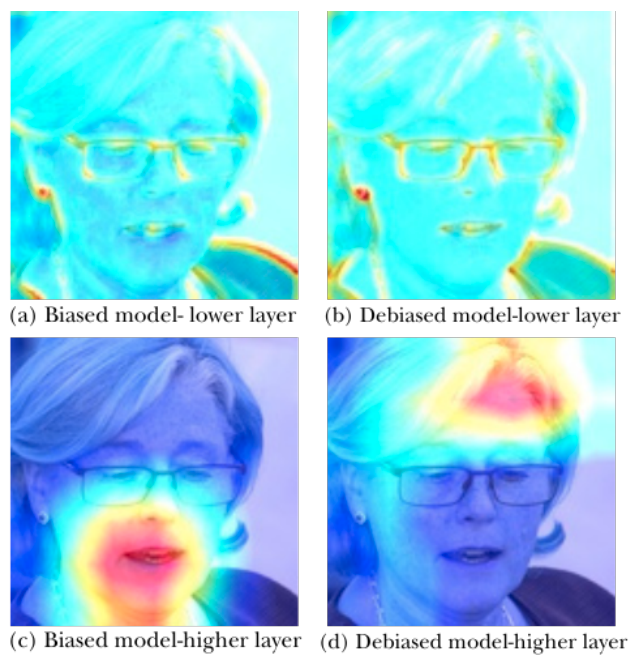 (a) Biased model- lower layer
(b) Debiased model-lower layer
(c) Biased model-higher layer
(d) Debiased model-higher layer